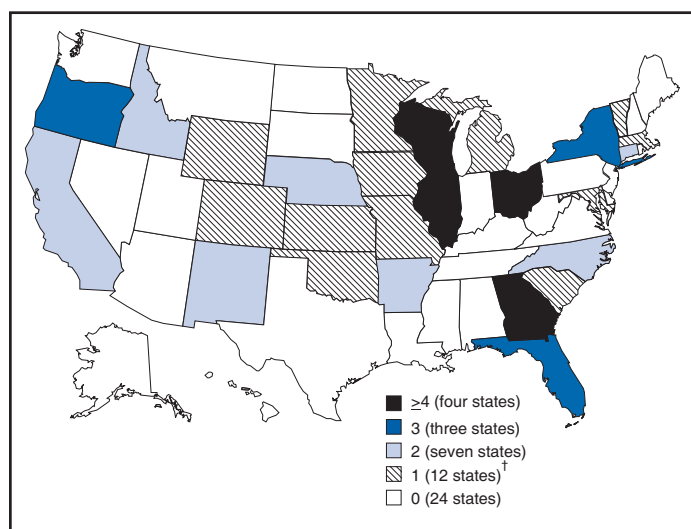 ≥4 (four states)
3 (three states)
2 (seven states)
1 (12 states)†
0 (24 states)